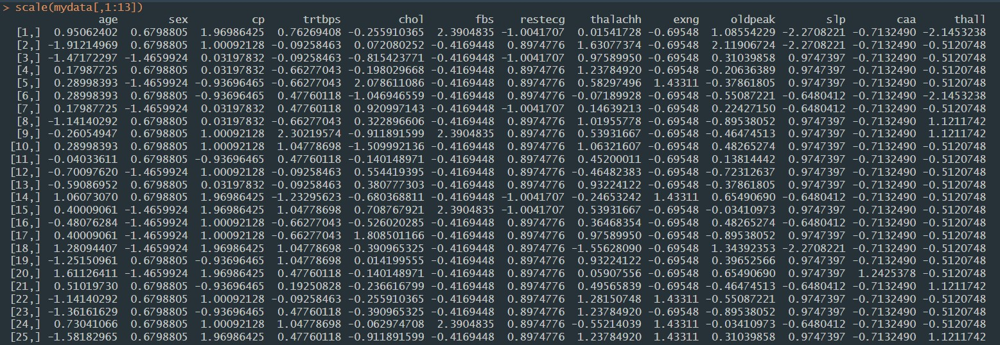 > scale(mydata[,1:13])
age sex cp trtbps chol fbs restecg thalachh exng oldpeak slp caa thall
[1,] 0.95062402 0.6798805 1.96986425 0.76269408 -0.255910365 2.3904835 -1.0041707 0.01541728 -0.69548 1.08554229 -2.2708221 -0.7132490 -2.1453238
[2,] -1.91214969 0.6798805 1.00092128 -0.09258463 0.072080252 -0.4169448 0.8974776 1.63077374 -0.69548 2.11906724 -2.2708221 -0.7132490 -0.5120748
[3,] -1.47172297 -1.4659924 0.03197832 -0.09258463 -0.815423771 -0.4169448 -1.0041707 0.97589950 -0.69548 0.31039858 0.9747397 -0.7132490 -0.5120748
[4,] 0.17987725 0.6798805 0.03197832 -0.66277043 -0.198029668 -0.4169448 0.8974776 1.23784920 -0.69548 -0.20636389 0.9747397 -0.7132490 -0.5120748
[5,] 0.28998393 -1.4659924 -0.93696465 -0.66277043 2.078611086 -0.4169448 0.8974776 0.58297496 1.43311 -0.37861805 0.9747397 -0.7132490 -0.5120748
[6,] 0.28998393 0.6798805 -0.93696465 0.47760118 -1.046946559 -0.4169448 0.8974776 -0.07189928 -0.69548 -0.55087221 -0.6480412 -0.7132490 -2.1453238
[7,] 0.17987725 -1.4659924 0.03197832 0.47760118 0.920997143 -0.4169448 -1.0041707 0.14639213 -0.69548 0.22427150 -0.6480412 -0.7132490 -0.5120748
[8,] -1.14140292 0.6798805 0.03197832 -0.66277043 0.322896606 -0.4169448 0.8974776 1.01955778 -0.69548 -0.89538052 0.9747397 -0.7132490 1.1211742
[9,] -0.26054947 0.6798805 1.00092128 2.30219574 -0.911891599 2.3904835 0.8974776 0.53931667 -0.69548 -0.46474513 0.9747397 -0.7132490 1.1211742
[10,] 0.28998393 0.6798805 1.00092128 1.04778698 -1.509992136 -0.4169448 0.8974776 1.06321607 -0.69548 0.48265274 0.9747397 -0.7132490 -0.5120748
[11,] -0.04033611 0.6798805 -0.93696465 0.47760118 -0.140148971 -0.4169448 0.8974776 0.45200011 -0.69548 0.13814442 0.9747397 -0.7132490 -0.5120748
[12,] -0.70097620 -1.4659924 1.00092128 -0.09258463 0.554419395 -0.4169448 0.8974776 -0.46482383 -0.69548 -0.72312637 0.9747397 -0.7132490 -0.5120748
[13,] -0.59086952 0.6798805 0.03197832 -0.09258463 0.380777303 -0.4169448 0.8974776 0.93224122 -0.69548 -0.37861805 0.9747397 -0.7132490 -0.5120748
[14,] 1.06073070 0.6798805 1.96986425 -1.23295623 -0.680368811 -0.4169448 -1.0041707 -0.24653242 1.43311 0.65490690 -0.6480412 -0.7132490 -0.5120748
[15,] 0.40009061 -1.4659924 1.96986425 1.04778698 0.708767921 2.3904835 -1.0041707 0.53931667 -0.69548 -0.03410973 0.9747397 -0.7132490 -0.5120748
[16,] -0.48076284 -1.4659924 1.00092128 -0.66277043 -0.526020285 -0.4169448 0.8974776 0.36468354 -0.69548 0.48265274 -0.6480412 -0.7132490 -0.5120748
[17,] 0.40009061 -1.4659924 1.00092128 -0.66277043 1.808501166 -0.4169448 0.8974776 0.97589950 -0.69548 -0.89538052 0.9747397 -0.7132490 -0.5120748
[18,] 1.28094407 -1.4659924 1.96986425 1.04778698 -0.390965325 -0.4169448 0.8974776 -1.55628090 -0.69548 1.34392353 -2.2708221 -0.7132490 -0.5120748
[19,] -1.25150961 0.6798805 -0.93696465 1.04778698 0.014199555 -0.4169448 0.8974776 0.93224122 -0.69548 0.39652566 0.9747397 -0.7132490 -0.5120748
[20,] 1.61126411 -1.4659924 1.96986425 0.47760118 -0.140148971 -0.4169448 0.8974776 0.05907556 -0.69548 0.65490690 0.9747397 1.2425378 -0.5120748
[21,] 0.51019730 0.6798805 -0.93696465 0.19250828 -0.236616799 -0.4169448 0.8974776 0.49565839 -0.69548 -0.46474513 -0.6480412 -0.7132490 1.1211742
[22,] -1.14140292 0.6798805 1.00092128 -0.09258463 -0.255910365 -0.4169448 0.8974776 1.28150748 1.43311 -0.55087221 0.9747397 -0.7132490 -0.5120748
[23,] -1.36161629 0.6798805 -0.93696465 0.47760118 -0.390965325 -0.4169448 0.8974776 1.23784920 -0.69548 -0.89538052 0.9747397 -0.7132490 -0.5120748
[24,] 0.73041066 0.6798805 1.00092128 1.04778698 -0.062974708 2.3904835 0.8974776 -0.55214039 1.43311 -0.03410973 -0.6480412 -0.7132490 -0.5120748
[25,] -1.58182965 0.6798805 1.96986425 0.47760118 -0.911891599 -0.4169448 0.8974776 1.23784920 1.43311 0.31039858 0.9747397 -0.7132490 1.1211742